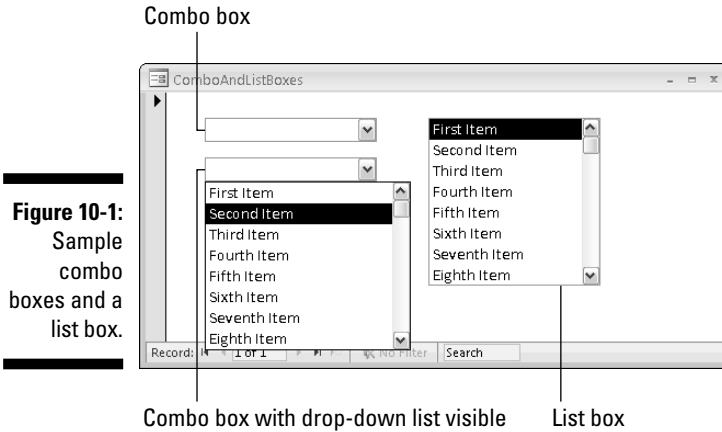 Combo box
ComboAndListBoxes
First Item
Second Item
Third Item
Fourth Item
Fifth Item
Sixth Item
Seventh Item
Eighth Item
First Item
Second Item
Third Item
Fourth Item
Fifth Item
Sixth Item
Seventh Item
Eighth Item
Record: 1 of 1 No Filter Search
Figure 10-1:
Sample
combo
boxes and a
list box.
Combo box with drop-down list visible
List box